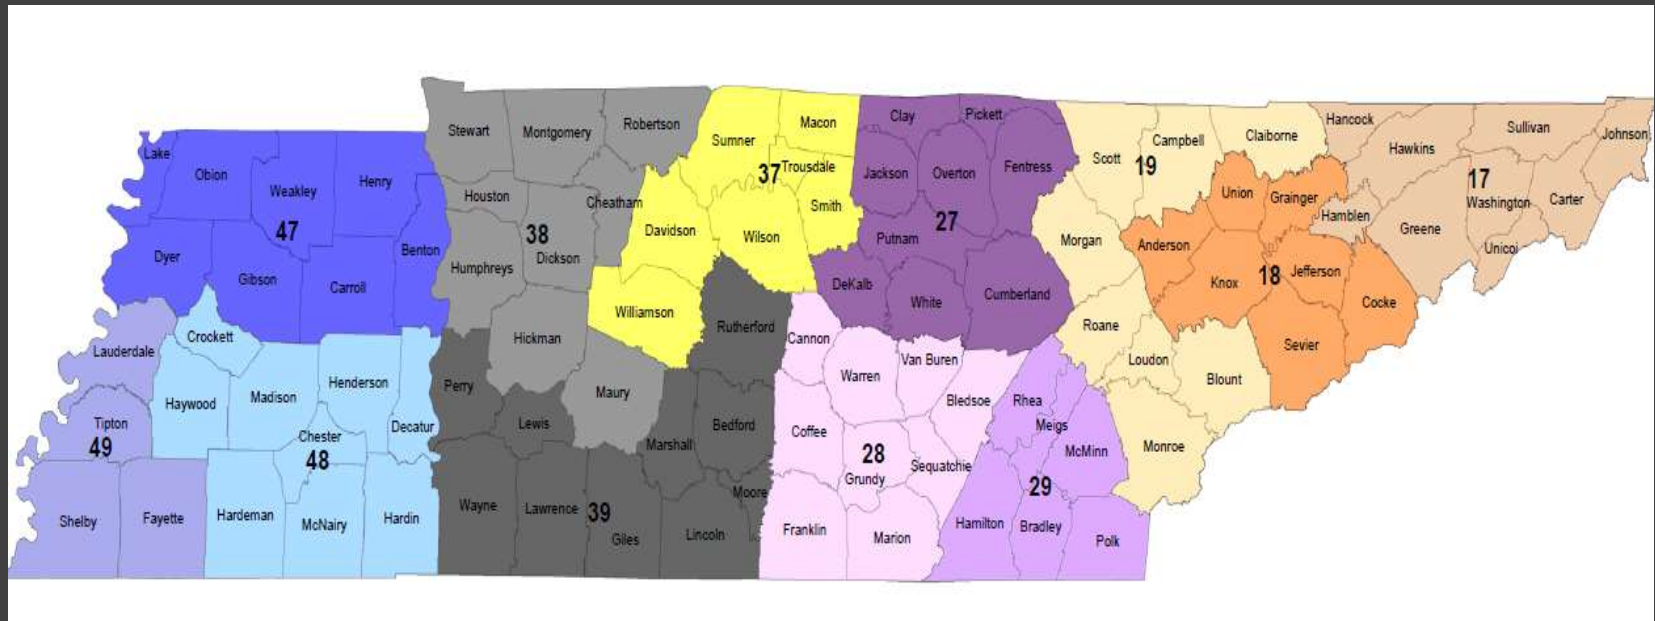 Lake
Obion
Weakley
Henry
47
Dyer
Gibson
Carroll
Benton
Stewart
Montgomery
Robertson
Houston
Cheatham
38
Dickson
Humphreys
Hickman
Maury
Sumner
Macon
37
Trousdale
Smith
Davidson
Wilson
Williamson
Clay
Pickett
Jackson
Overton
Fentress
27
Putnam
DeKalb
White
Cumberland
Scott
Campbell
Claiborne
19
Morgan
Roane
Loudon
Blount
Monroe
Union
Grainger
Anderson
Knox
18
Jefferson
Cocke
Sevier
Hancock
Hawkins
Sullivan
Johnson
17
Washington
Carter
Hamblen
Greene
Unicoi
Lauderdale
Tipton
49
Shelby
Fayette
Crockett
Haywood
Madison
Henderson
Decatur
Chester
48
Hardeman
McNairy
Hardin
Rutherford
Perry
Lewis
Marshall
Bedford
Moore
Wayne
Lawrence
39
Giles
Lincoln
Cannon
Warren
Van Buren
Bledsoe
Coffee
28
Grundy
Sequatchie
Franklin
Marion
Rhea
Meigs
McMinn
29
Hamilton
Bradley
Polk